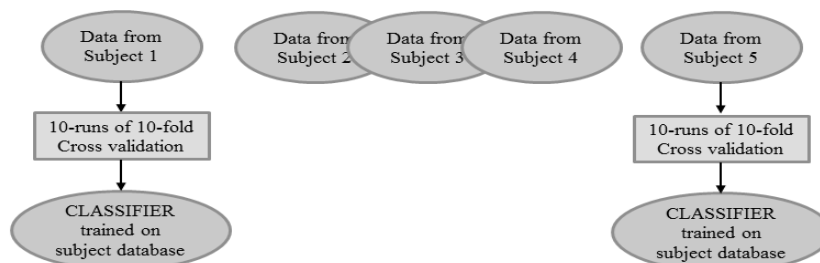 Data from
Subject 1
Data from
Subject 2
Data from
Subject 3
Data from
Subject 4
Data from
Subject 5
10-runs of 10-fold
Cross validation
10-runs of 10-fold
Cross validation
CLASSIFIER
trained on
subject database
CLASSIFIER
trained on
subject database